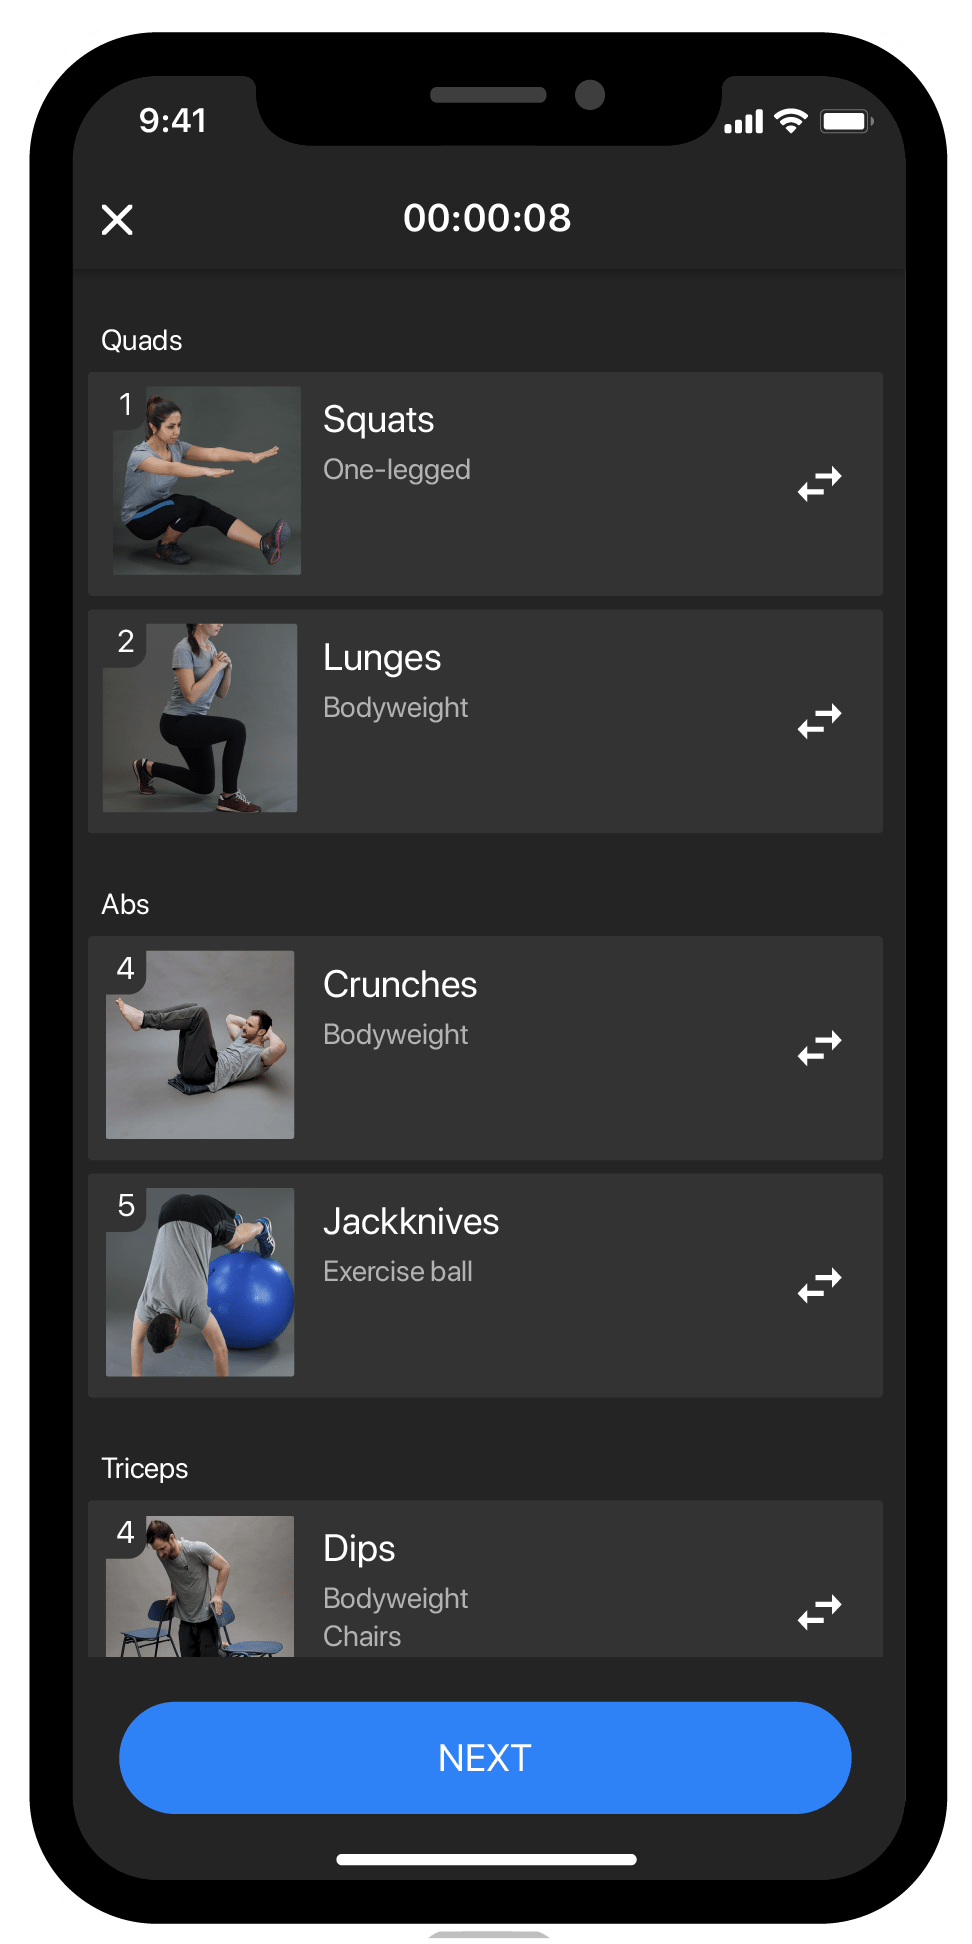 9:41
00:00:08
Quads
1
Squats
One-legged
2
Lunges
Bodyweight
Abs
4
Crunches
Bodyweight
5
Jackknives
Exercise ball
Triceps
4
Dips
Bodyweight
Chairs
NEXT